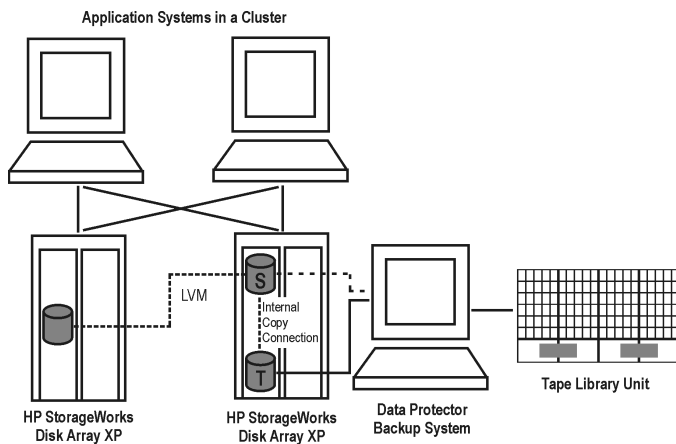 Application Systems in a Cluster
LVM
S
Internal
Copy
Connection
T
HP StorageWorks
Disk Array XP
HP StorageWorks
Disk Array XP
Data Protector
Backup System
Tape Library Unit